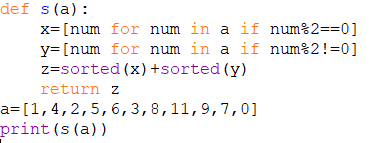 def s(a):
    x=[num for num in a if num%2==0]
    y=[num for num in a if num%2!=0]
    z=sorted(x)+sorted(y)
    return z
a=[1,4,2,5,6,3,8,11,9,7,0]
print(s(a))